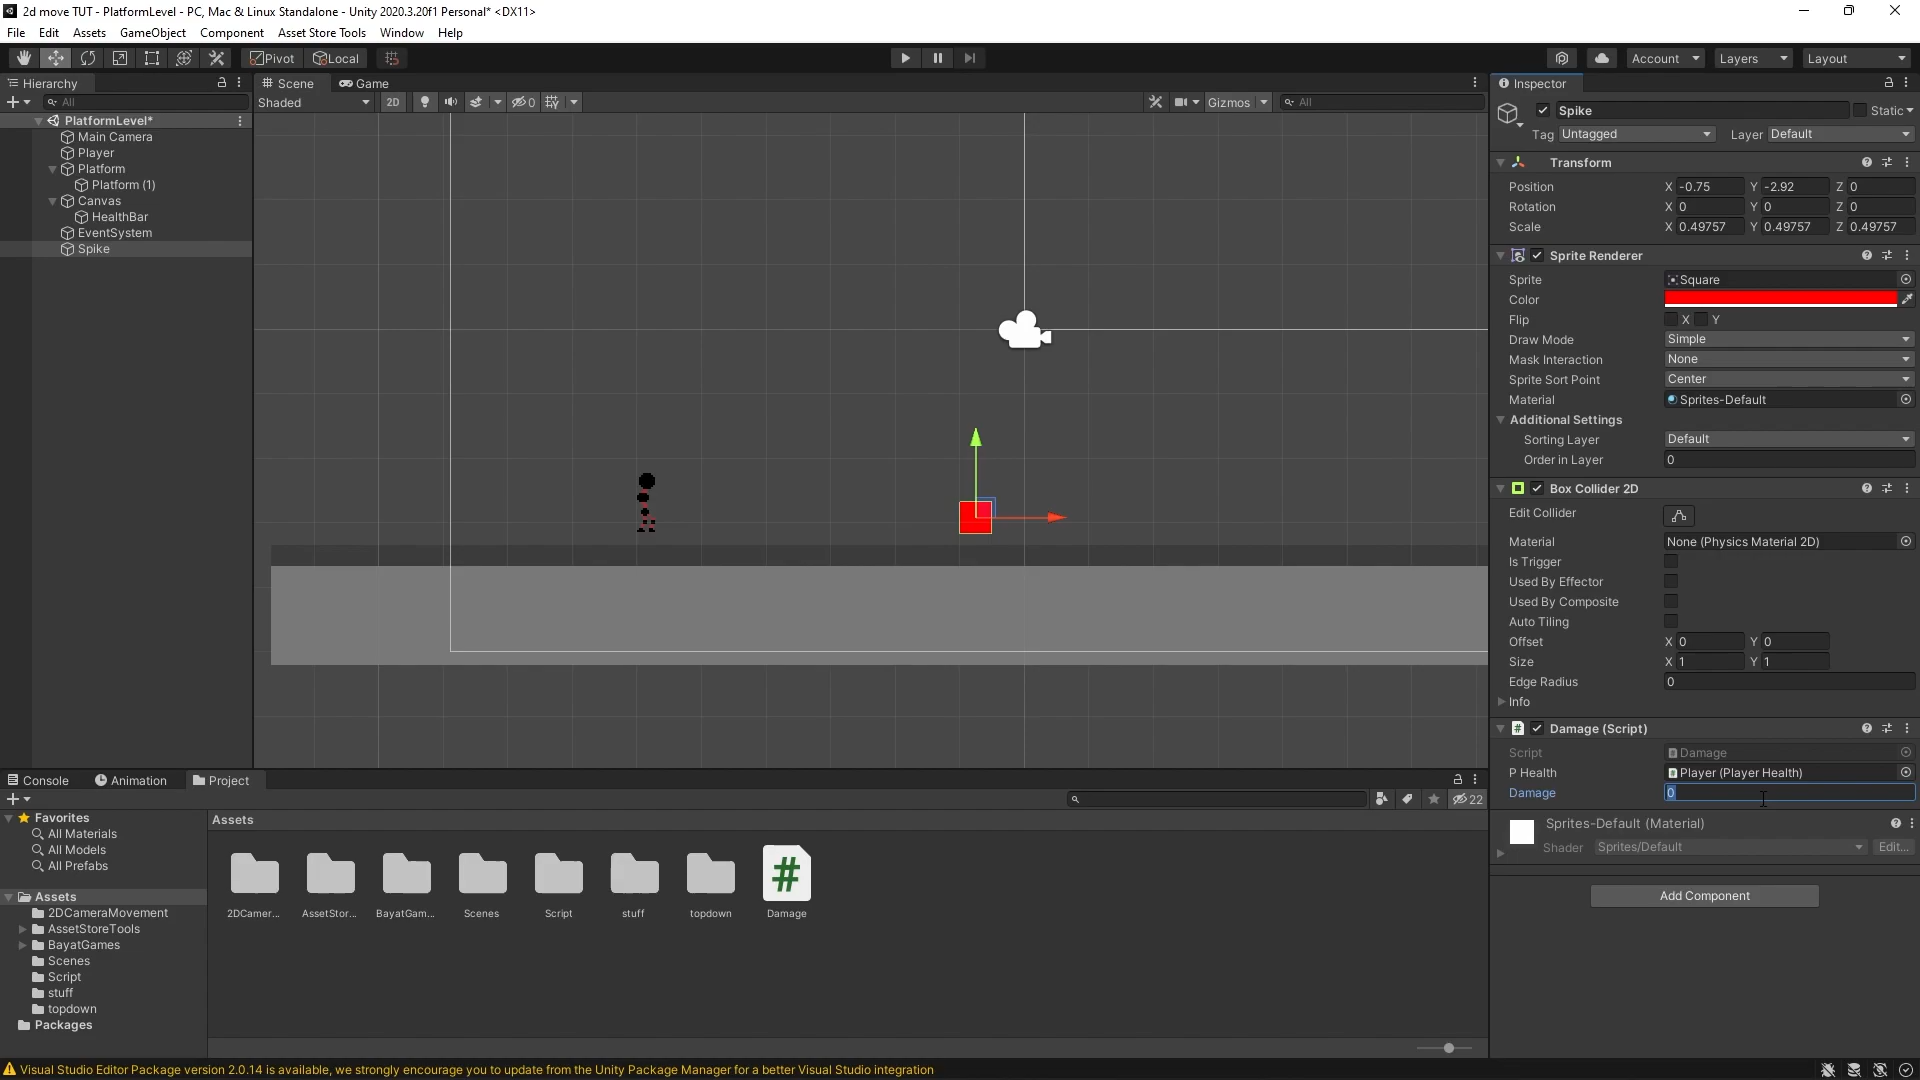 2d move TUT - PlatformLevel - PC, Mac & Linux Standalone - Unity 2020.3.20f1 Personal* <DX11>
File Edit Assets GameObject Component Asset Store Tools Window Help
Pivot Local Account Layers Layout
Hierarchy
All
PlatformLevel*
Main Camera
Player
Platform
Platform (1)
Canvas
HealthBar
EventSystem
Spike
Scene Game
Shaded 2D 0 Gizmos All
Inspector
Spike Static
Tag Untagged Layer Default
Transform
Position X -0.75 Y -2.92 Z 0
Rotation X 0 Y 0 Z 0
Scale X 0.49757 Y 0.49757 Z 0.49757
Sprite Renderer
Sprite Square
Color
Flip X Y
Draw Mode Simple
Mask Interaction None
Sprite Sort Point Center
Material Sprites-Default
Additional Settings
Sorting Layer Default
Order in Layer 0
Box Collider 2D
Edit Collider
Material None (Physics Material 2D)
Is Trigger
Used By Effector
Used By Composite
Auto Tiling
Offset X 0 Y 0
Size X 1 Y 1
Edge Radius 0
Info
# Damage (Script)
Script Damage
P Health Player (Player Health)
Damage 0
Sprites-Default (Material)
Shader Sprites/Default Edit...
Add Component
Console Animation Project
22
Favorites
All Materials
All Models
All Prefabs
Assets
2DCameraMovement
AssetStoreTools
BayatGames
Scenes
Script
stuff
topdown
Packages
Assets
#
2DCamer... AssetStor... BayatGam... Scenes Script stuff topdown Damage
Visual Studio Editor Package version 2.0.14 is available, we strongly encourage you to update from the Unity Package Manager for a better Visual Studio integration